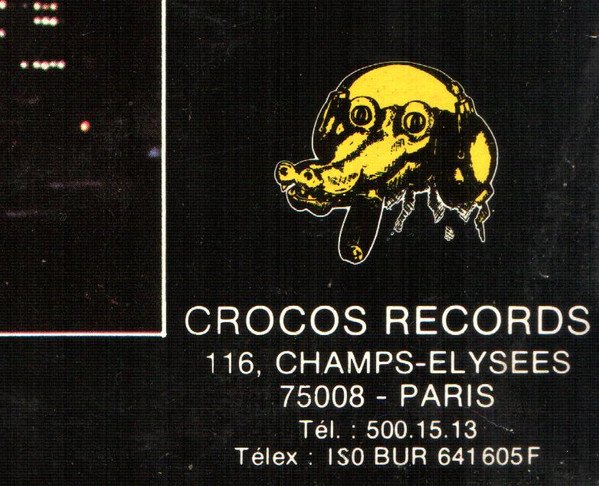 CROCOS RECORDS
116, CHAMPS-ELYSEES
75008 - PARIS
Tél. : 500.15.13
Télex : ISO BUR 641605F